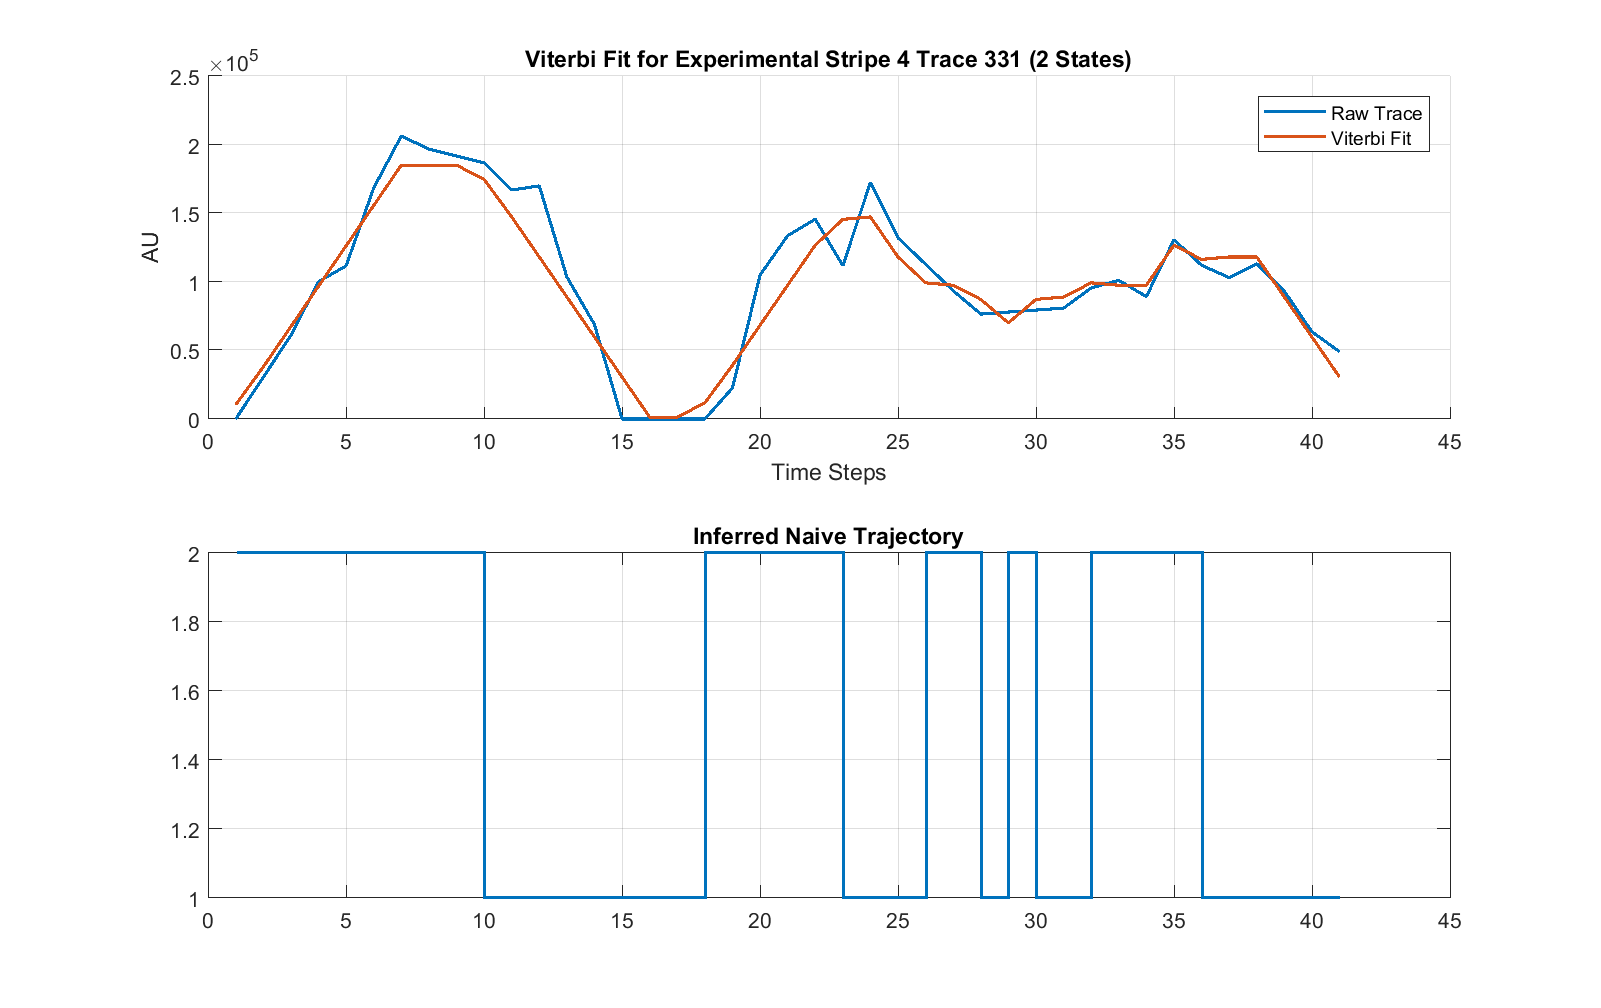 Viterbi Fit for Experimental Stripe 4 Trace 331 (2 States)
×10^5
2.5
2
1.5
1
0.5
0
AU
Raw Trace
Viterbi Fit
0 5 10 15 20 25 30 35 40 45
Time Steps
Inferred Naive Trajectory
2
1.8
1.6
1.4
1.2
1
0 5 10 15 20 25 30 35 40 45